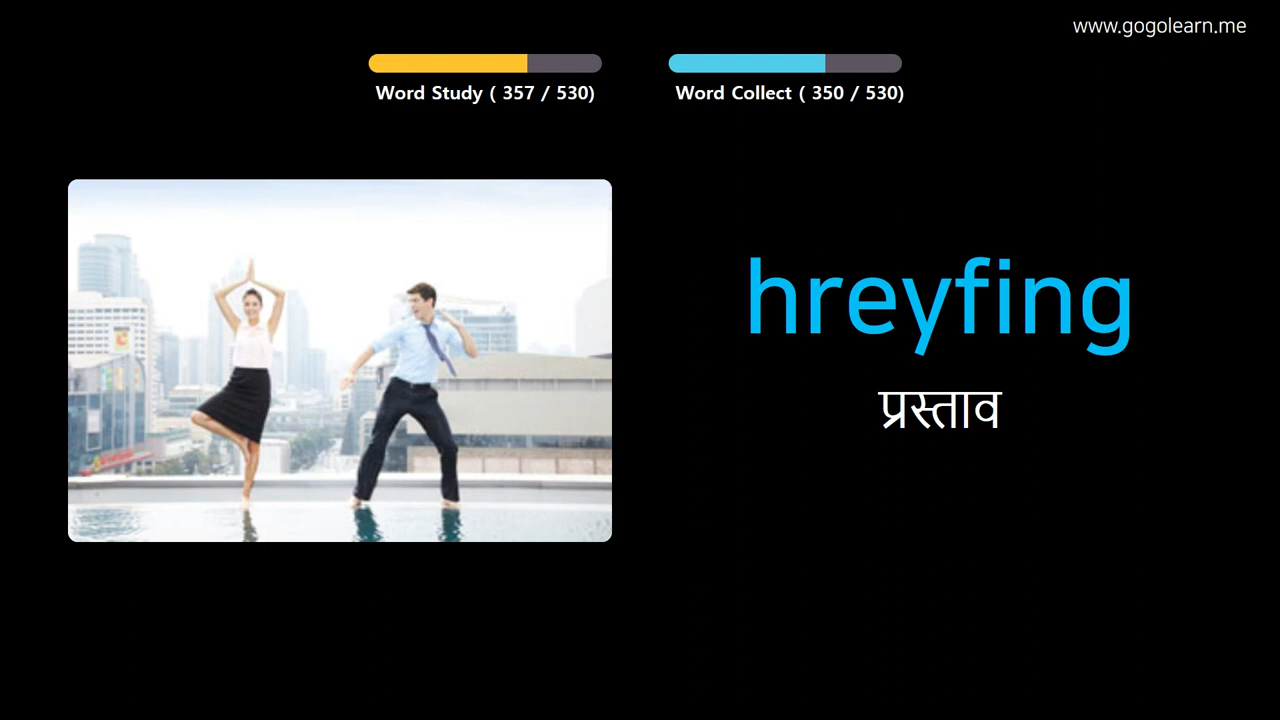 www.gogolearn.me
Word Study ( 357 / 530)
Word Collect ( 350 / 530)
hreyfing
प्रस्ताव